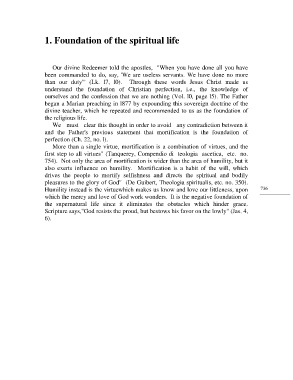 1. Foundation of the spiritual life
Our divine Redeemer told the apostles, "When you have done all you have
been commanded to do, say, 'We are useless servants. We have done no more
than our duty" (Lk. 17, 10). Through these words Jesus Christ made us
understand the foundation of Christian perfection, i.e., the knowledge of
ourselves and the confession that we are nothing (Vol. 10, page 15). The Father
began a Marian preaching in 1877 by expounding this sovereign doctrine of the
divine teacher, which he repeated and recommended to us as the foundation of
the religious life.
We must clear this thought in order to avoid any contradiction between it
and the Father's previous statement that mortification is the foundation of
perfection (Ch. 22, no. 1).
More than a single virtue, mortification is a combination of virtues, and the
first step to all virtues" (Tanquerey, Compendio di teologia ascetica, etc. no.
754). Not only the area of mortification is wider than the area of humility, but it
also exerts influence on humility. Mortification is a habit of the will, which
drives the people to mortify selfishness and directs the spiritual and bodily
pleasures to the glory of God" (De Guibert, Theologia spiritualis, etc. no. 350).
Humility instead is the virtuewhich makes us know and love our littleness, upon
which the mercy and love of God work wonders. It is the negative foundation of
the supernatural life since it eliminates the obstacles which hinder grace.
Scripture says,"God resists the proud, but bestows his favor on the lowly" (Jas. 4,
6).
736